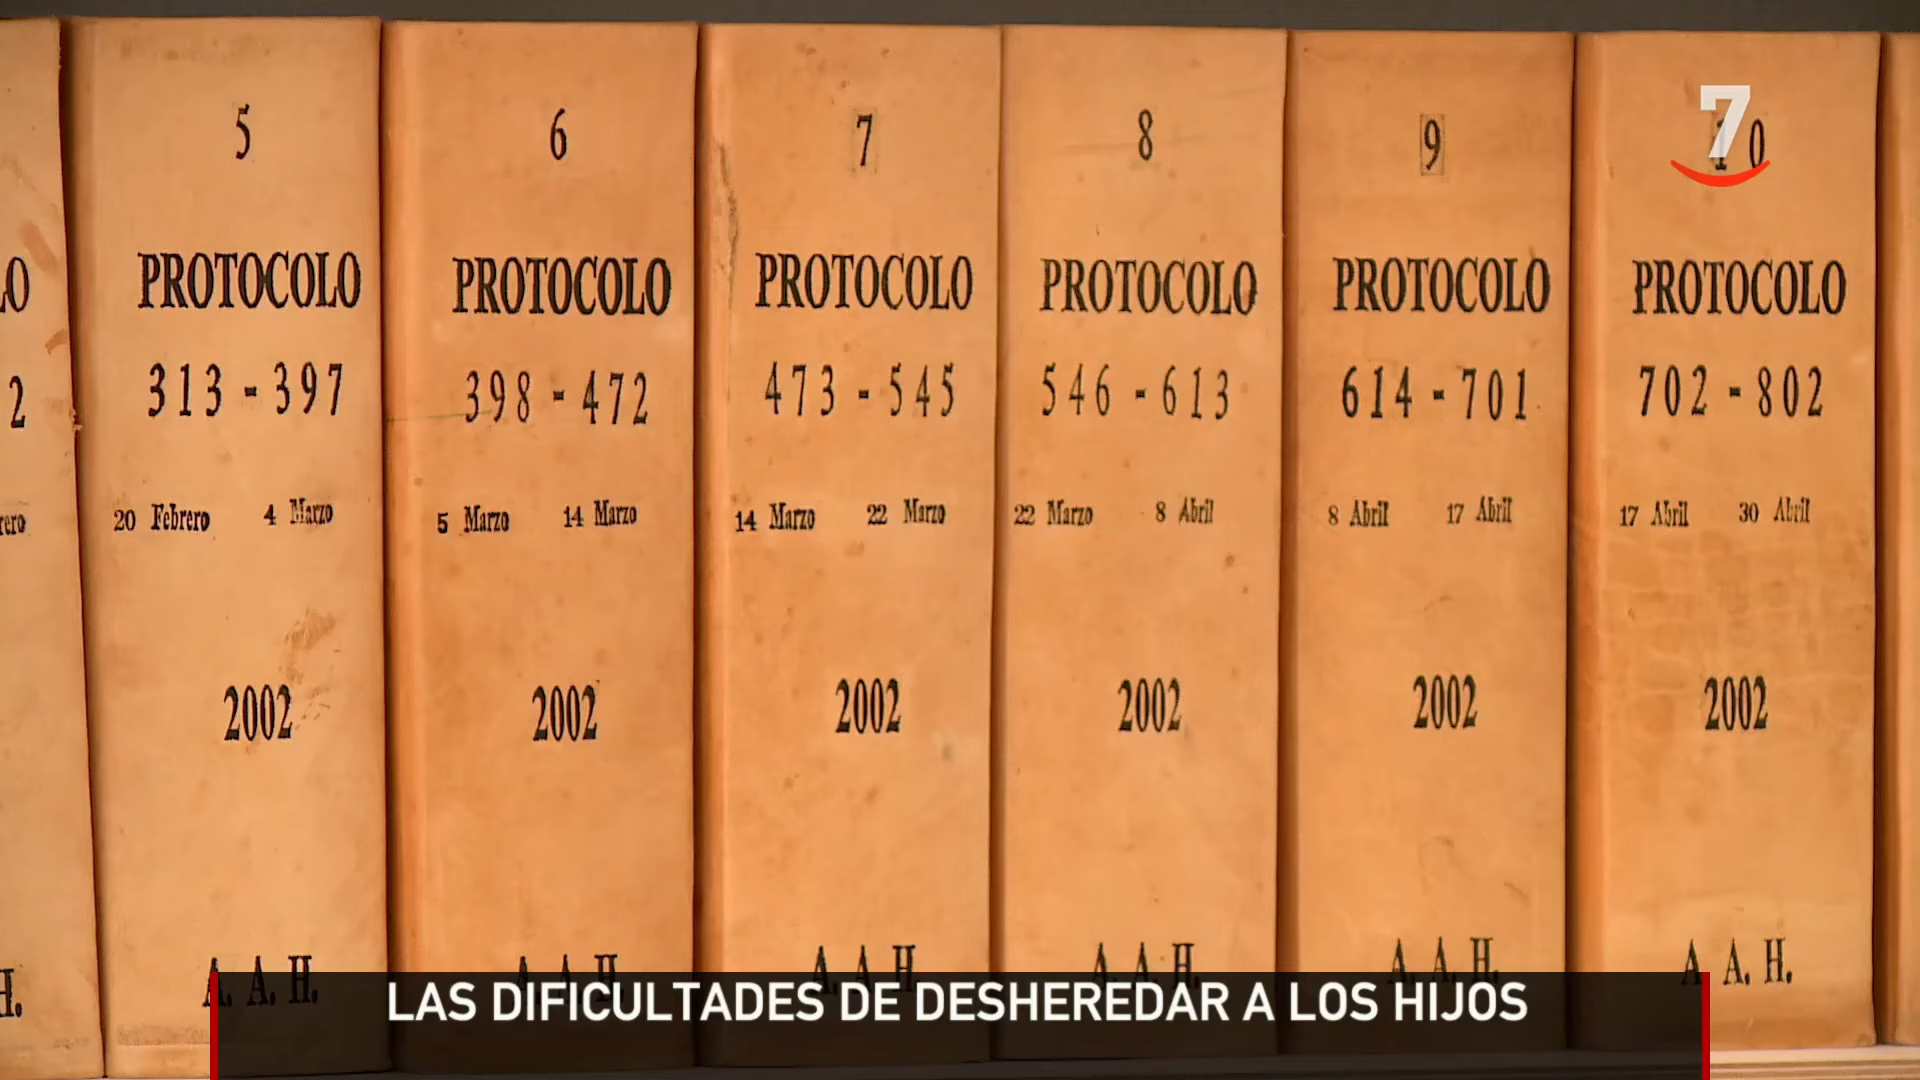 5
PROTOCOLO
313 - 397
20 Febrero 4 Marzo
2002
A. A. H.
6
PROTOCOLO
398 - 472
5 Marzo 14 Marzo
2002
A. A. H.
7
PROTOCOLO
473 - 545
14 Marzo 22 Marzo
2002
A. A. H.
8
PROTOCOLO
546 - 613
22 Marzo 8 Abril
2002
A. A. H.
9
PROTOCOLO
614 - 701
8 Abril 17 Abril
2002
A. A. H.
10
PROTOCOLO
702 - 802
17 Abril 30 Abril
2002
A. A. H.
7
LAS DIFICULTADES DE DESHEREDAR A LOS HIJOS